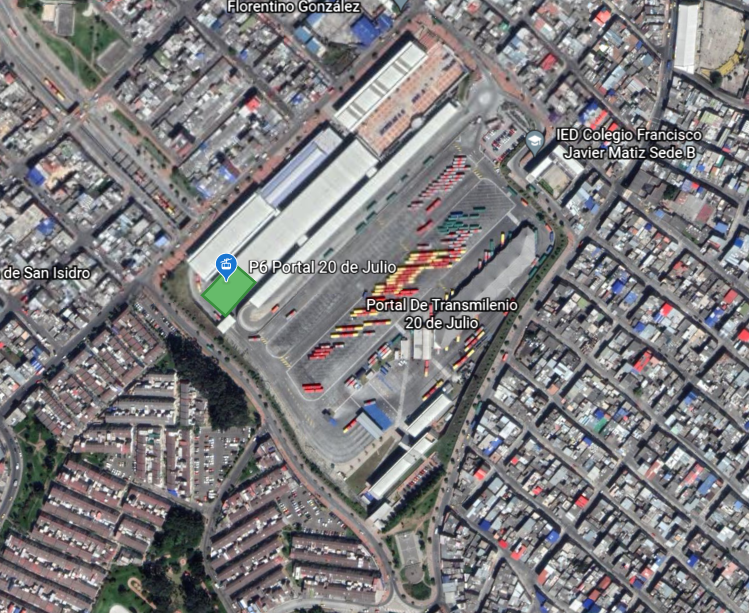 Florentino González
IED Colegio Francisco
Javier Matiz Sede B
de San Isidro
P6 Portal 20 de Julio
Portal De Transmilenio
20 de Julio